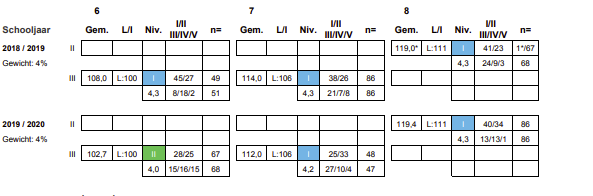 6 7 8
Schooljaar Gem. L/I Niv. I/II III/IV/V n= Gem. L/I Niv. I/II III/IV/V n= Gem. L/I Niv. I/II III/IV/V n=
2018 / 2019 II 119,0* L:111 I 41/23 1*/67
Gewicht: 4% 4,3 24/9/3 68
III 108,0 L:100 I 45/27 49 114,0 L:106 I 38/26 86
4,3 8/18/2 51 4,3 21/7/8 86
2019 / 2020 II 119,4 L:111 I 40/34 86
Gewicht: 4% 4,3 13/13/1 86
III 102,7 L:100 II 28/25 67 112,0 L:106 I 25/33 48
4,0 15/16/15 68 4,2 27/10/4 47